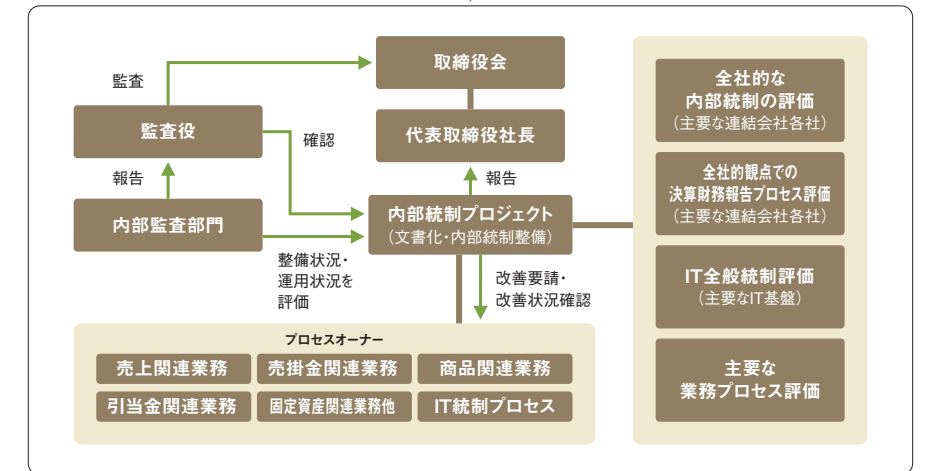 取締役会
監査
監査役
確認
代表取締役社長
報告
報告
内部監査部門
内部統制プロジェクト
（文書化・内部統制整備）
整備状況・
運用状況を
評価
改善要請・
改善状況確認
プロセスオーナー
売上関連業務
売掛金関連業務
商品関連業務
引当金関連業務
固定資産関連業務他
IT統制プロセス
全社的な
内部統制の評価
（主要な連結会社各社）
全社的観点での
決算財務報告プロセス評価
（主要な連結会社各社）
IT全般統制評価
（主要なIT基盤）
主要な
業務プロセス評価